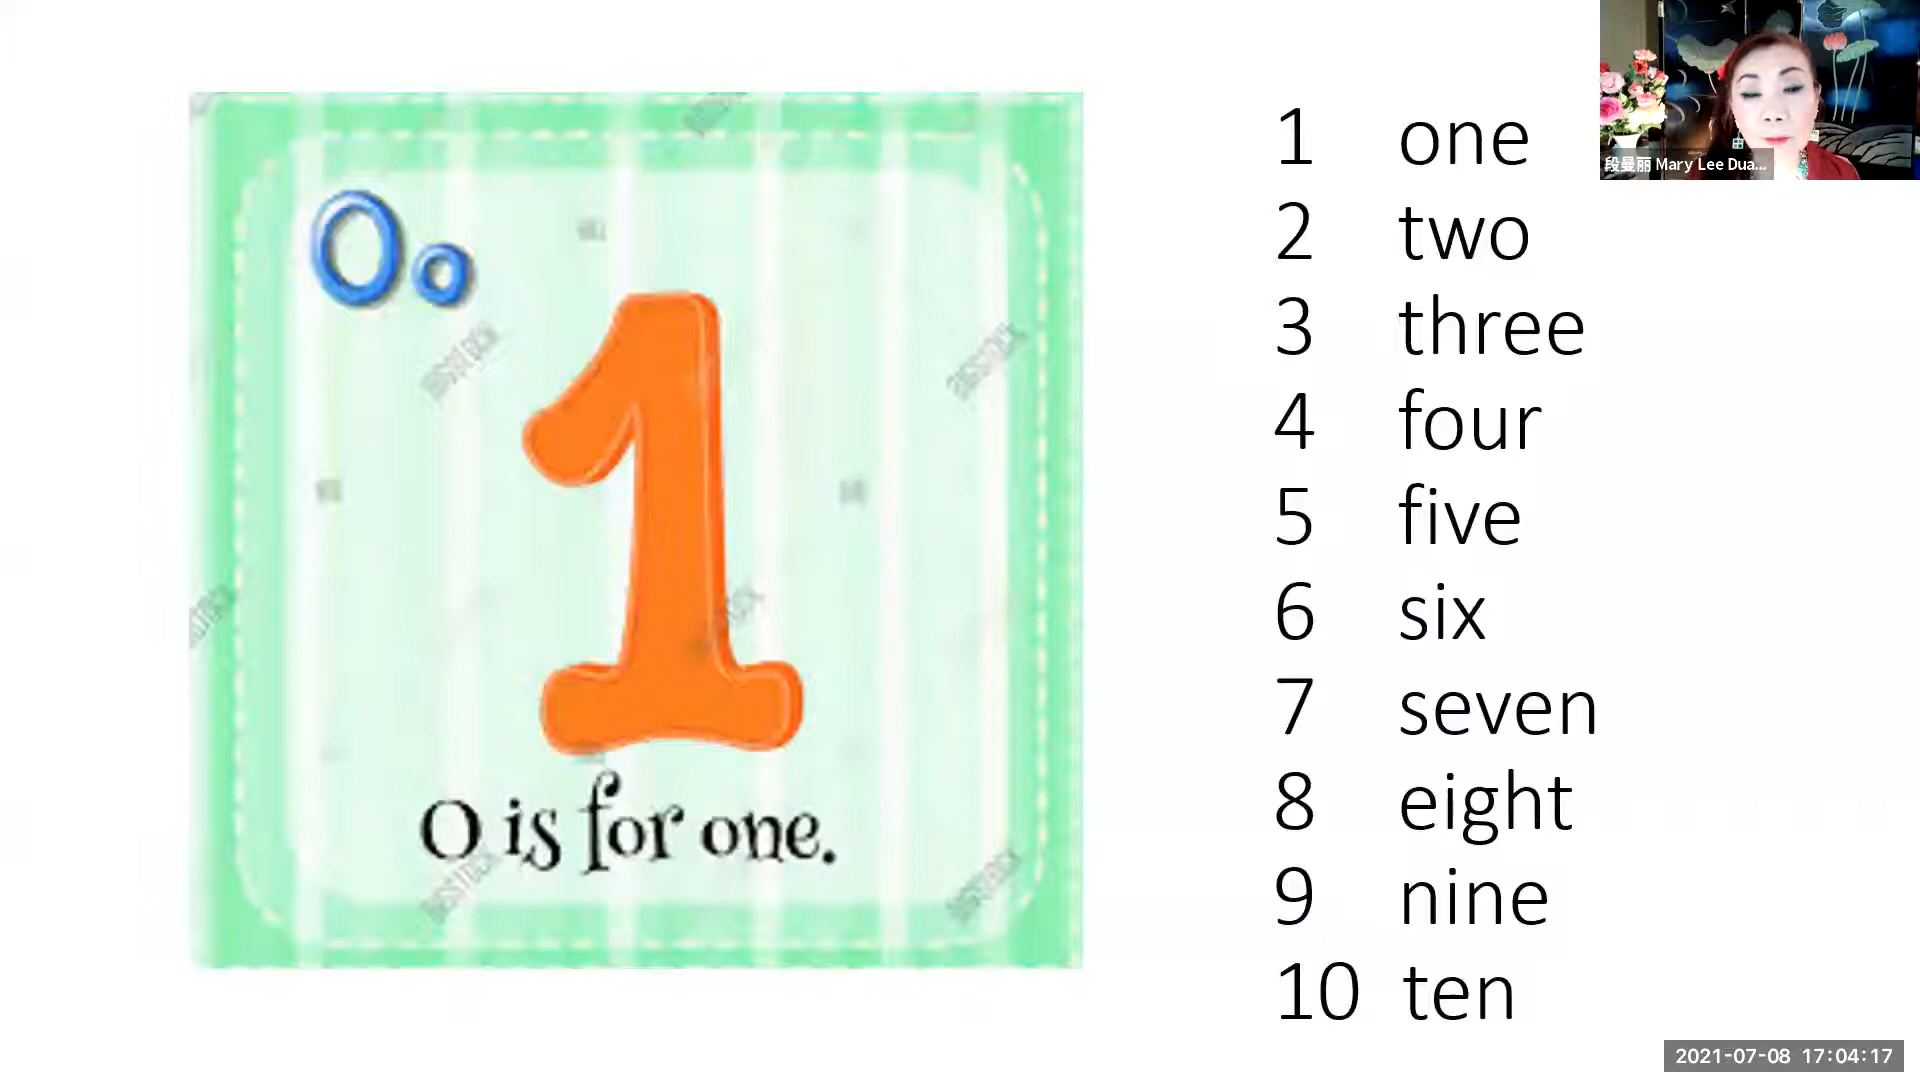 Oo
1
O is for one.
1 one
2 two
3 three
4 four
5 five
6 six
7 seven
8 eight
9 nine
10 ten
段曼丽 Mary Lee Dua...
2021-07-08 17:04:17